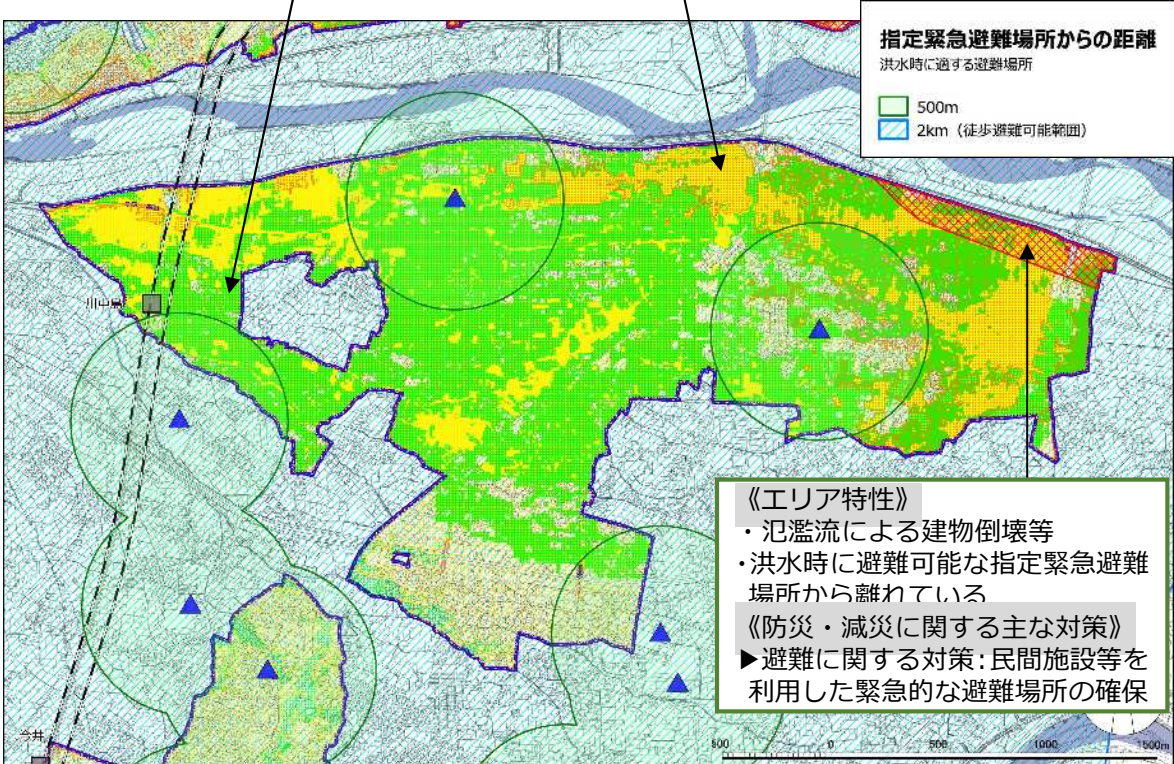 指定緊急避難場所からの距離
洪水時に適する避難場所
500m
2km（徒歩避難可能範囲）
川中島
《エリア特性》
・氾濫流による建物倒壊等
・洪水時に避難可能な指定緊急避難
場所から離れている
《防災・減災に関する主な対策》
▶避難に関する対策：民間施設等を
利用した緊急的な避難場所の確保
今井
500 0 500 1000 1500m